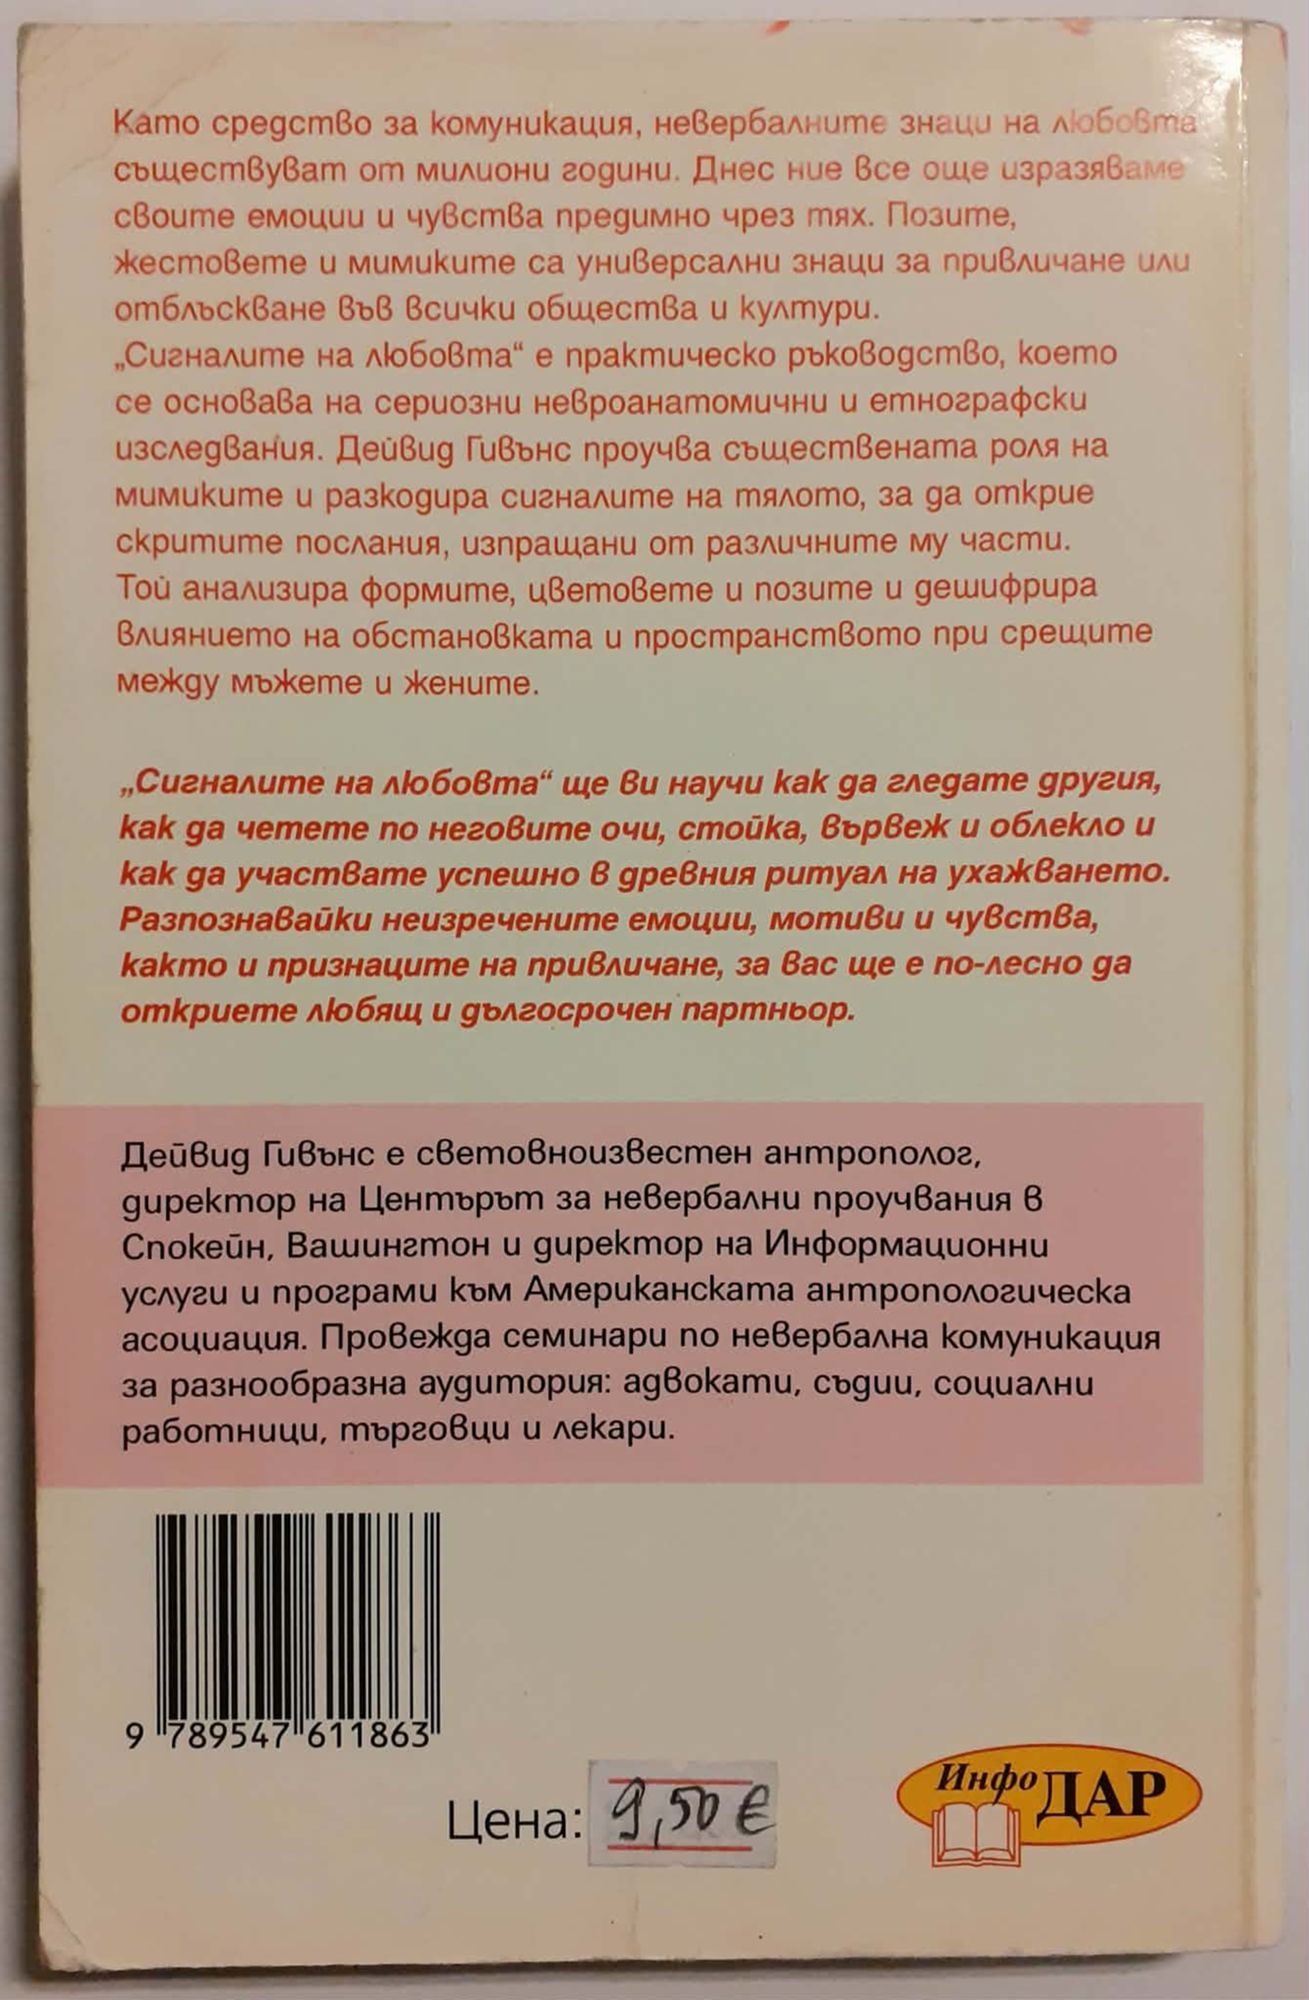 Като средство за комуникация, невербалните знаци на любовта
съществуват от милиони години. Днес ние все още изразяваме
своите емоции и чувства предимно чрез тях. Позите,
жестовете и мимиките са универсални знаци за привличане или
отблъскване във всички общества и култури.
„Сигналите на любовта“ е практическо ръководство, което
се основава на сериозни невроанатомични и етнографски
изследвания. Дейвид Гивънс проучва съществената роля на
мимиките и разкодира сигналите на тялото, за да открие
скритите послания, изпращани от различните му части.
Той анализира формите, цветовете и позите и дешифрира
влиянието на обстановката и пространството при срещите
между мъжете и жените.
„Сигналите на любовта“ ще ви научи как да гледате другия,
как да четете по неговите очи, стойка, вървеж и облекло и
как да участвате успешно в древния ритуал на ухажването.
Разпознавайки неизречените емоции, мотиви и чувства,
както и признаците на привличане, за вас ще е по-лесно да
откриете любящ и дългосрочен партньор.
Дейвид Гивънс е световноизвестен антрополог,
директор на Центърът за невербални проучвания в
Спокейн, Вашингтон и директор на Информационни
услуги и програми към Американската антропологическа
асоциация. Провежда семинари по невербална комуникация
за разнообразна аудитория: адвокати, съдии, социални
работници, търговци и лекари.
9 789547 611863
Цена: 9,50 €
Инфо ДАР